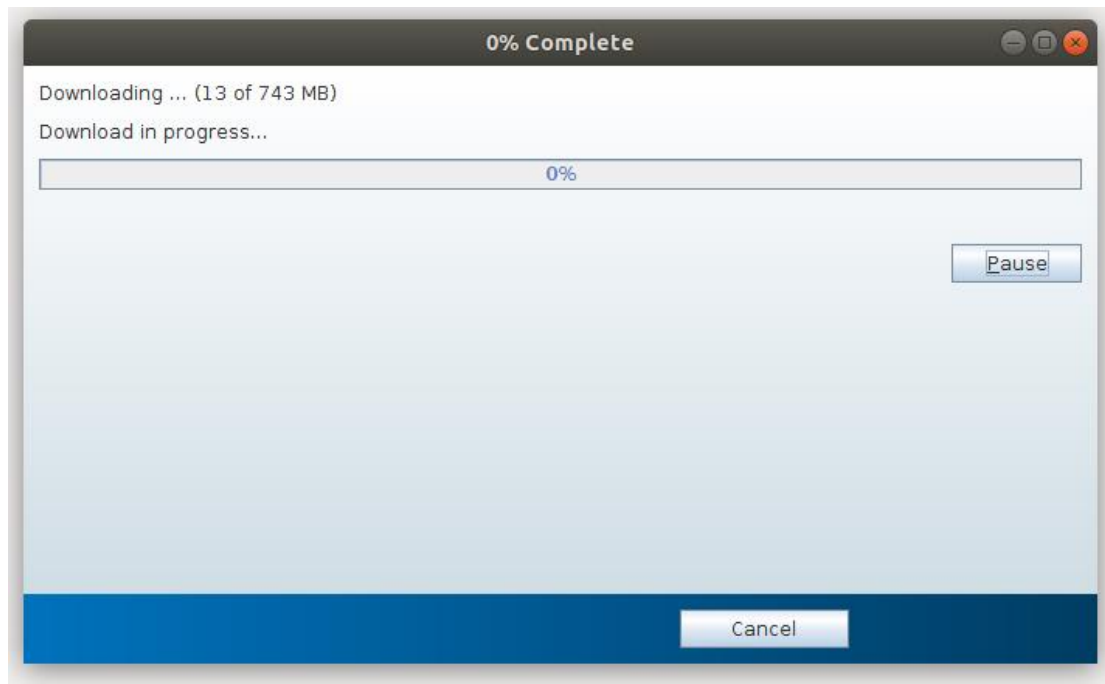 0% Complete
Downloading ... (13 of 743 MB)
Download in progress...
0%
Pause
Cancel